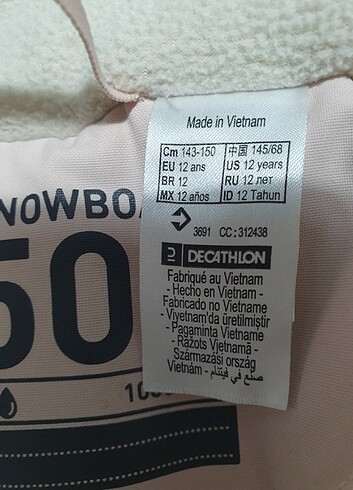 Made in Vietnam
Cm 143-150 中国 145/68
EU 12 ans US 12 years
BR 12 RU 12 лет
MX 12 años ID 12 Tahun
3691 CC: 312438
DECATHLON
Fabriqué au Vietnam
- Hecho en Vietnam -
Fabricado no Vietname
- Viyetnam'da üretilmiştir
- Pagaminta Vietname
- Ražots Vjetnamā -
Származási ország
Vietnám - صنع في فيتنام
NOWBO
50